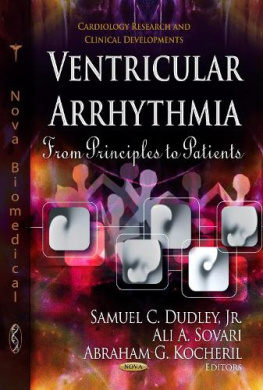 Cardiology Research and
Clinical Developments
Ventricular
Arrhythmia
From Principles to Patients
Samuel C. Dudley, Jr.
Ali A. Sovari
Abraham G. Kocheril
Editors
NOVA
Nova Biomedical